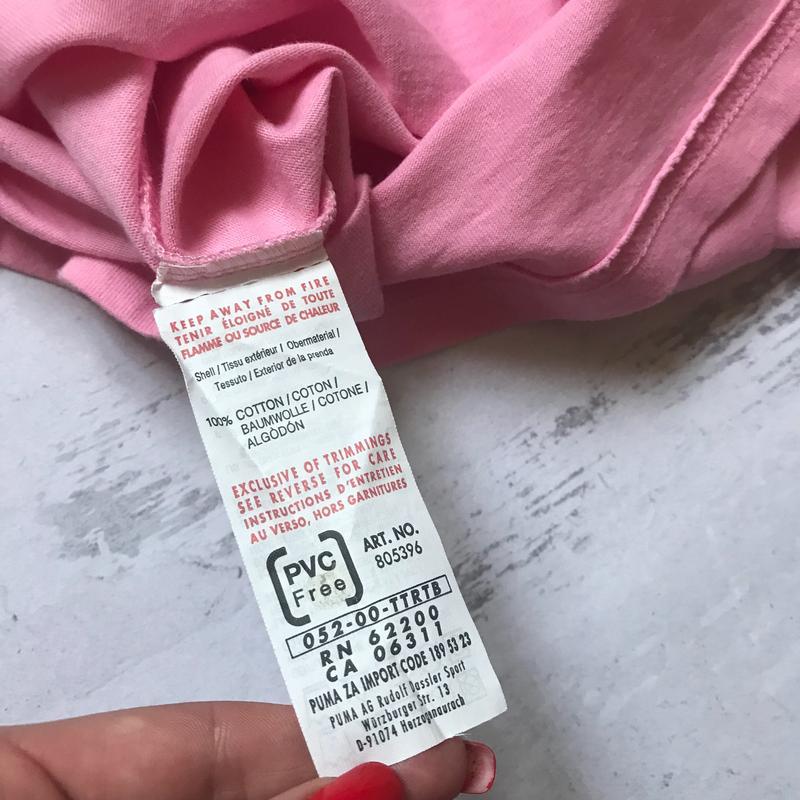 KEEP AWAY FROM FIRE
TENIR ÉLOIGNÉ DE TOUTE
FLAMME OU SOURCE DE CHALEUR
Shell / Tissu extérieur / Obermaterial /
Tessuto / Exterior de la prenda
100% COTTON / COTON /
BAUMWOLLE / COTONE /
ALGÒDÓN
EXCLUSIVE OF TRIMMINGS
SEE REVERSE FOR CARE
INSTRUCTIONS D'ENTRETIEN
AU VERSO, HORS GARNITURES
PVC
Free
ART. NO.
805396
052-00-TTRTB
RN 62200
CA 06311
PUMA ZA IMPORT CODE 189 53 23
PUMA AG Rudolf Dassler Sport
Würzburger Str. 13
D-91074 Herzogenaurach